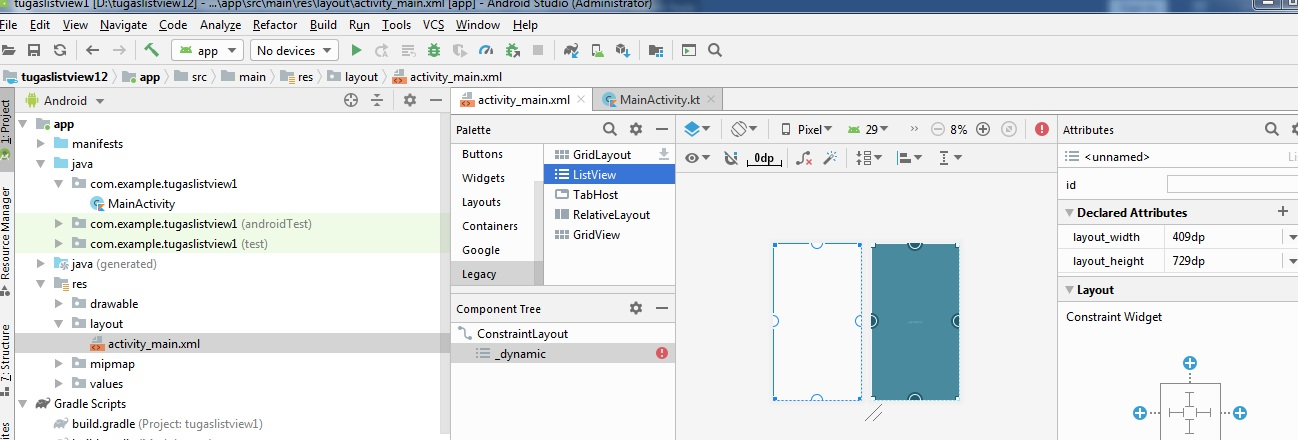 tugaslistview1 [D:\tugaslistview12] - ...\app\src\main\res\layout\activity_main.xml [app] - Android Studio (Administrator)
File Edit View Navigate Code Analyze Refactor Build Run Tools VCS Window Help
app No devices
tugaslistview12 app src main res layout activity_main.xml
1: Project
Resource Manager
7: Structure
Android
app
manifests
java
com.example.tugaslistview1
MainActivity
com.example.tugaslistview1 (androidTest)
com.example.tugaslistview1 (test)
java (generated)
res
drawable
layout
activity_main.xml
mipmap
values
Gradle Scripts
build.gradle (Project: tugaslistview1)
activity_main.xml MainActivity.kt
Palette
Buttons
Widgets
Layouts
Containers
Google
Legacy
GridLayout
ListView
TabHost
RelativeLayout
GridView
Component Tree
ConstraintLayout
_dynamic
Pixel 29 8%
0dp
Attributes
<unnamed>
id
Declared Attributes
layout_width 409dp
layout_height 729dp
Layout
Constraint Widget